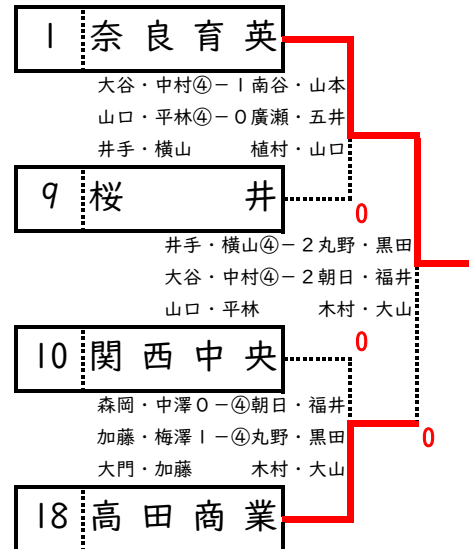 1 奈良育英
大谷・中村④－1南谷・山本
山口・平林④－0廣瀬・五井
井手・横山 植村・山口
9 桜井
0
井手・横山④－2丸野・黒田
大谷・中村④－2朝日・福井
山口・平林 木村・大山
0
10 関西中央
森岡・中澤0－④朝日・福井
加藤・梅澤1－④丸野・黒田
0
大門・加藤 木村・大山
18 高田商業